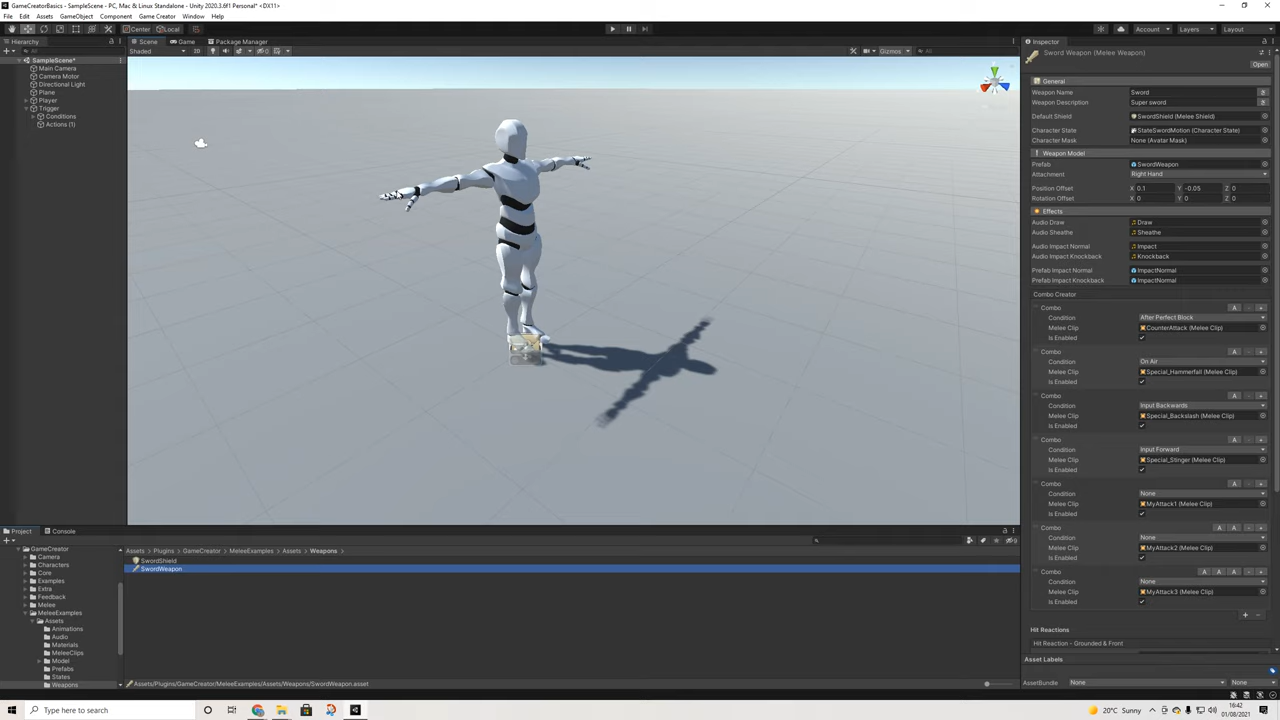 GameCreatorBasics - SampleScene - PC, Mac & Linux Standalone - Unity 2020.3.6f1 Personal* <DX11>
File Edit Assets GameObject Component Game Creator Window Help
Center Local Account Layers Layout
Hierarchy Scene Game Package Manager Inspector
All Shaded 2D Gizmos All
SampleScene*
Main Camera
Camera Motor
Directional Light
Plane
Player
Trigger
Conditions
Actions (1)
Sword Weapon (Melee Weapon)
Open
General
Weapon Name Sword
Weapon Description Super sword
Default Shield SwordShield (Melee Shield)
Character State StateSwordMotion (Character State)
Character Mask None (Avatar Mask)
Weapon Model
Prefab SwordWeapon
Attachment Right Hand
Position Offset X 0.1 Y -0.05 Z 0
Rotation Offset X 0 Y 0 Z 0
Effects
Audio Draw Draw
Audio Sheathe Sheathe
Audio Impact Normal Impact
Audio Impact Knockback Knockback
Prefab Impact Normal ImpactNormal
Prefab Impact Knockback ImpactNormal
Combo Creator
Combo A - +
Condition After Perfect Block
Melee Clip CounterAttack (Melee Clip)
Is Enabled
Combo A - +
Condition On Air
Melee Clip Special_Hammerfall (Melee Clip)
Is Enabled
Combo A - +
Condition Input Backwards
Melee Clip Special_Backslash (Melee Clip)
Is Enabled
Combo A - +
Condition Input Forward
Melee Clip Special_Stinger (Melee Clip)
Is Enabled
Combo A - +
Condition None
Melee Clip MyAttack1 (Melee Clip)
Is Enabled
Combo A A - +
Condition None
Melee Clip MyAttack2 (Melee Clip)
Is Enabled
Combo A A A - +
Condition None
Melee Clip MyAttack3 (Melee Clip)
Is Enabled
+ -
Hit Reactions
Hit Reaction - Grounded & Front
Asset Labels
AssetBundle None None
Project Console
GameCreator
Camera
Characters
Core
Examples
Extra
Feedback
Melee
MeleeExamples
Assets
Animations
Audio
Materials
MeleeClips
Model
Prefabs
States
Weapons
Assets > Plugins > GameCreator > MeleeExamples > Assets > Weapons >
SwordShield
SwordWeapon
Assets/Plugins/GameCreator/MeleeExamples/Assets/Weapons/SwordWeapon.asset
Type here to search
20°C Sunny
16:42
01/08/2021